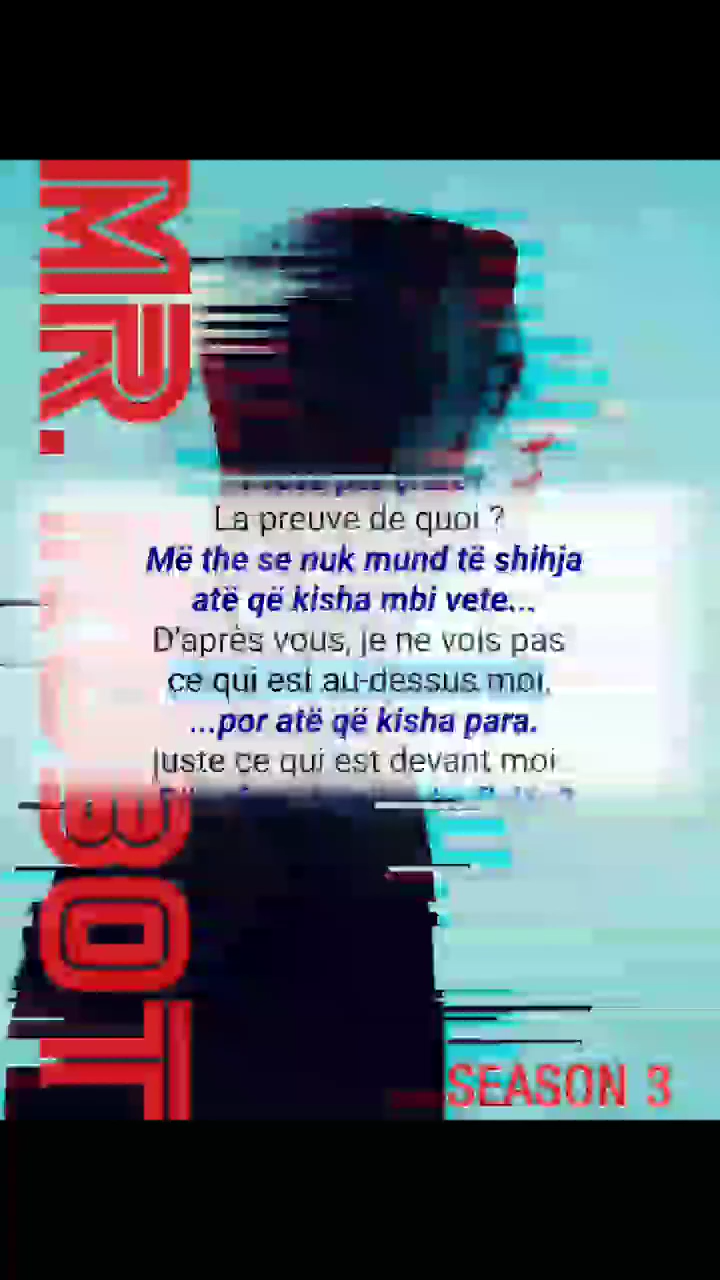 MR. ROBOT
La preuve de quoi ?
Më the se nuk mund të shihja
atë që kisha mbi vete...
D'après vous, je ne vois pas
ce qui est au-dessus moi,
...por atë që kisha para.
juste ce qui est devant moi
SEASON 3